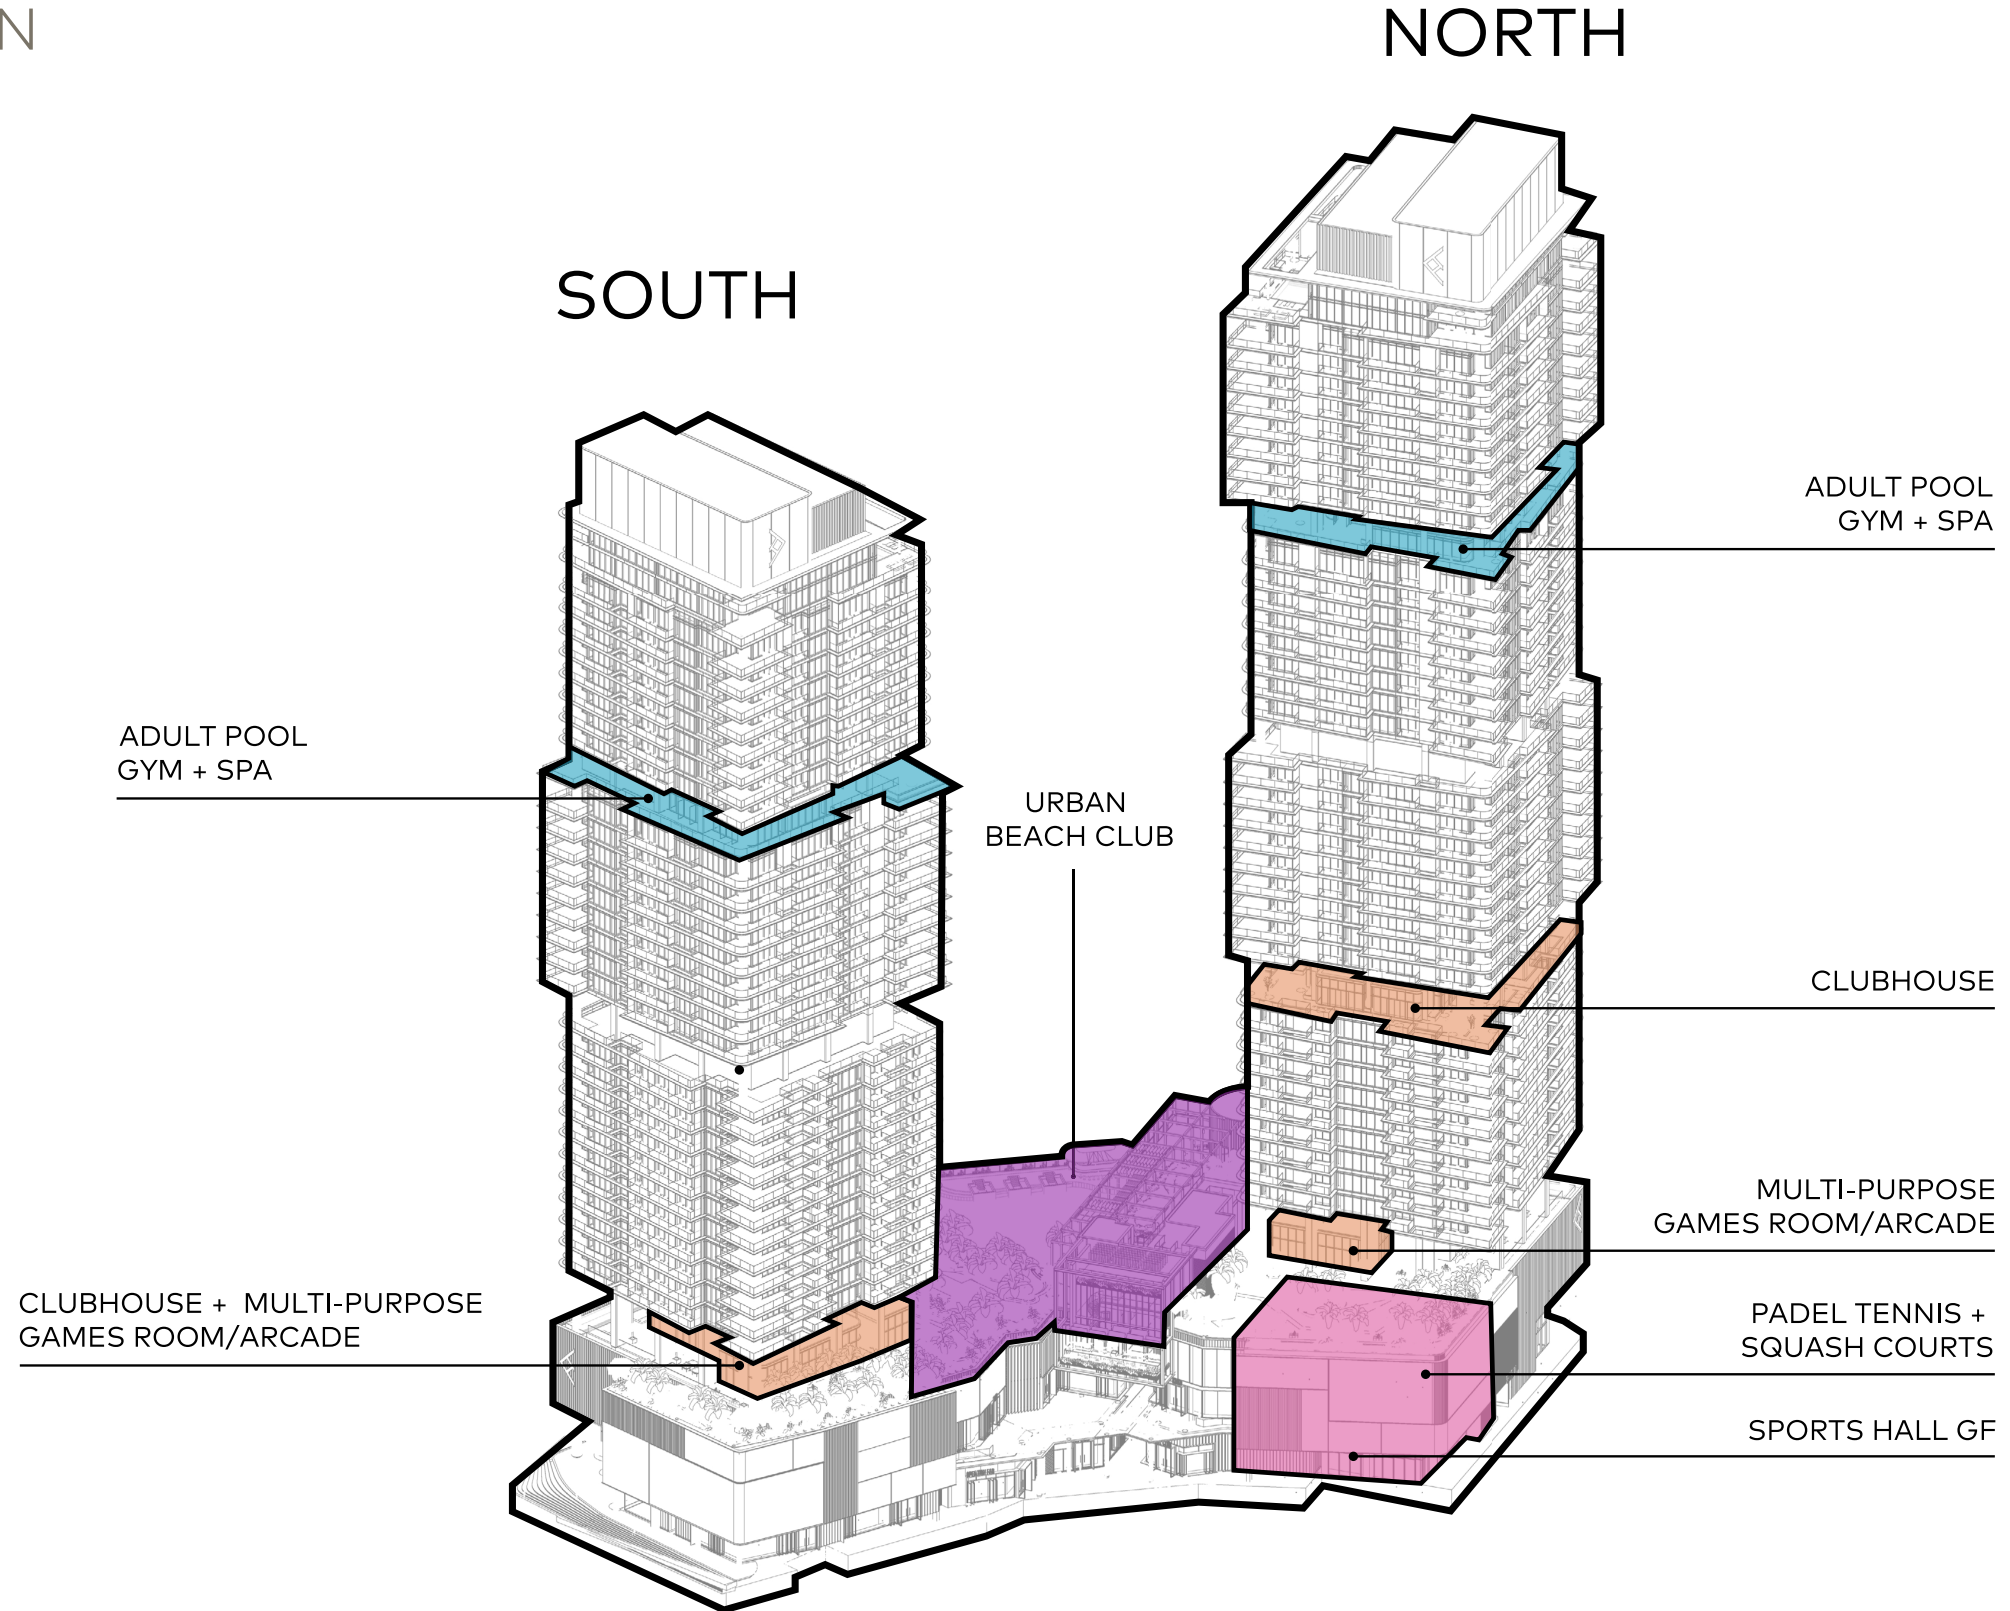 N
NORTH
SOUTH
ADULT POOL
GYM + SPA
ADULT POOL
GYM + SPA
URBAN
BEACH CLUB
CLUBHOUSE
MULTI-PURPOSE
GAMES ROOM/ARCADE
CLUBHOUSE + MULTI-PURPOSE
GAMES ROOM/ARCADE
PADEL TENNIS +
SQUASH COURTS
SPORTS HALL GF